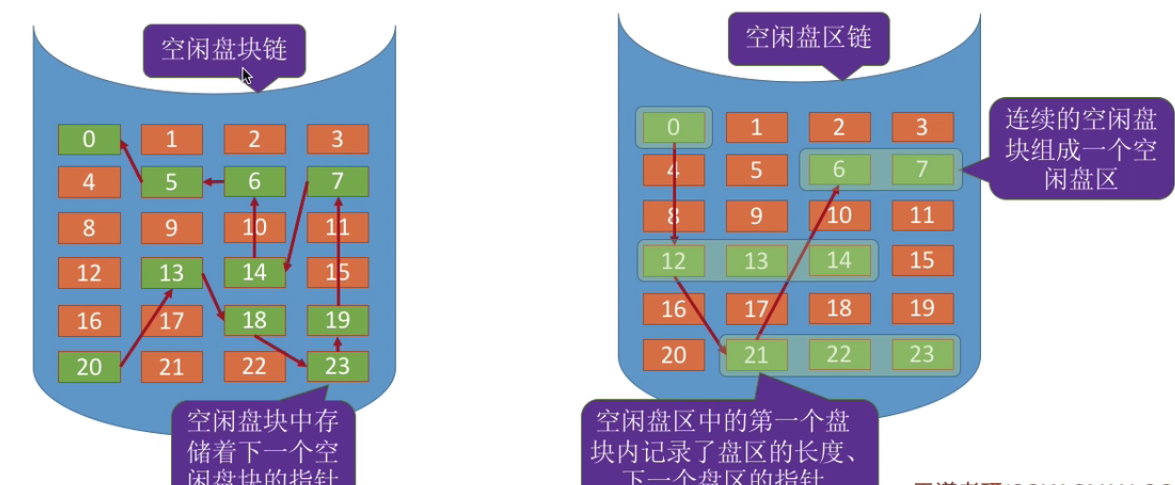 空闲盘块链
0 1 2 3
4 5 6 7
8 9 10 11
12 13 14 15
16 17 18 19
20 21 22 23
空闲盘块中存
储着下一个空
闲盘块的指针
空闲盘区链
0 1 2 3
4 5 6 7
8 9 10 11
12 13 14 15
16 17 18 19
20 21 22 23
连续的空闲盘
块组成一个空
闲盘区
空闲盘区中的第一个盘
块内记录了盘区的长度、
下一个盘区的指针